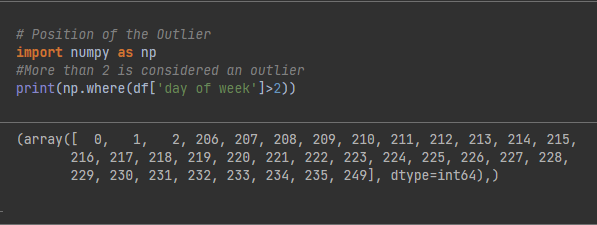 # Position of the Outlier
import numpy as np
#More than 2 is considered an outlier
print(np.where(df['day of week']>2))
(array([  0,   1,   2, 206, 207, 208, 209, 210, 211, 212, 213, 214, 215,
       216, 217, 218, 219, 220, 221, 222, 223, 224, 225, 226, 227, 228,
       229, 230, 231, 232, 233, 234, 235, 249], dtype=int64),)